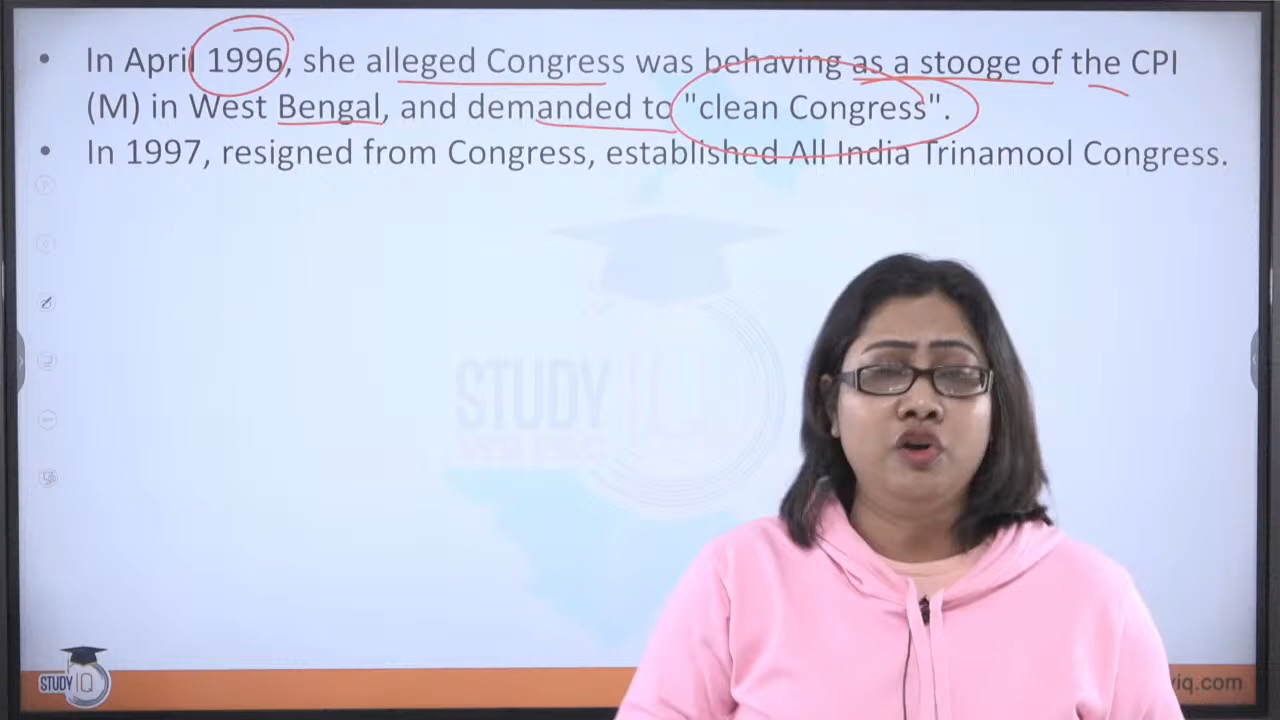 • In April 1996, she alleged Congress was behaving as a stooge of the CPI
(M) in West Bengal, and demanded to "clean Congress".
• In 1997, resigned from Congress, established All India Trinamool Congress.
STUDY IQ
STUDY IQ
iq.com